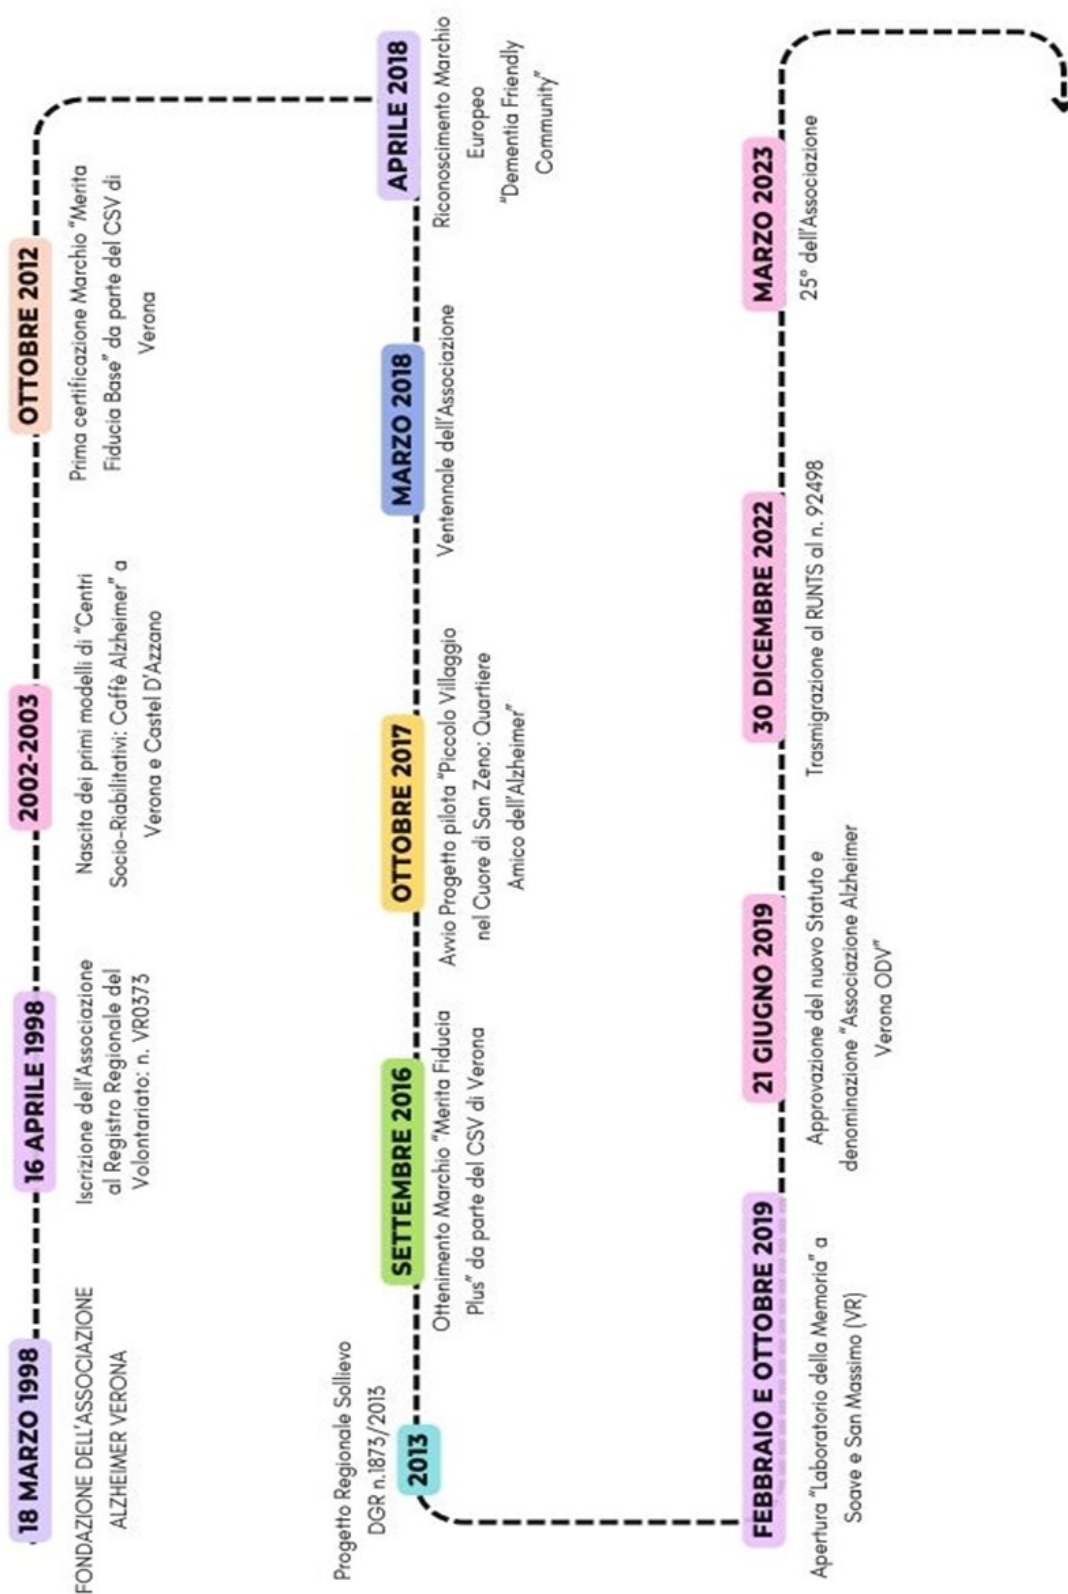 18 MARZO 1998
FONDAZIONE DELL'ASSOCIAZIONE
ALZHEIMER VERONA
16 APRILE 1998
Iscrizione dell'Associazione
al Registro Regionale del
Volontariato: n. VR0373
2002-2003
Nascita dei primi modelli di "Centri
Socio-Riabilitativi: Caffè Alzheimer" a
Verona e Castel D'Azzano
OTTOBRE 2012
Prima certificazione Marchio "Merita
Fiducia Base" da parte del CSV di
Verona
Progetto Regionale Sollievo
DGR n.1873/2013
2013
SETTEMBRE 2016
Ottenimento Marchio "Merita Fiducia
Plus" da parte del CSV di Verona
OTTOBRE 2017
Avvio Progetto pilota "Piccolo Villaggio
nel Cuore di San Zeno: Quartiere
Amico dell'Alzheimer"
MARZO 2018
Ventennale dell'Associazione
APRILE 2018
Riconoscimento Marchio
Europeo
"Dementia Friendly
Community"
FEBBRAIO E OTTOBRE 2019
Apertura "Laboratorio della Memoria" a
Soave e San Massimo (VR)
21 GIUGNO 2019
Approvazione del nuovo Statuto e
denominazione "Associazione Alzheimer
Verona ODV"
30 DICEMBRE 2022
Trasmigrazione al RUNTS al n. 92498
MARZO 2023
25° dell'Associazione